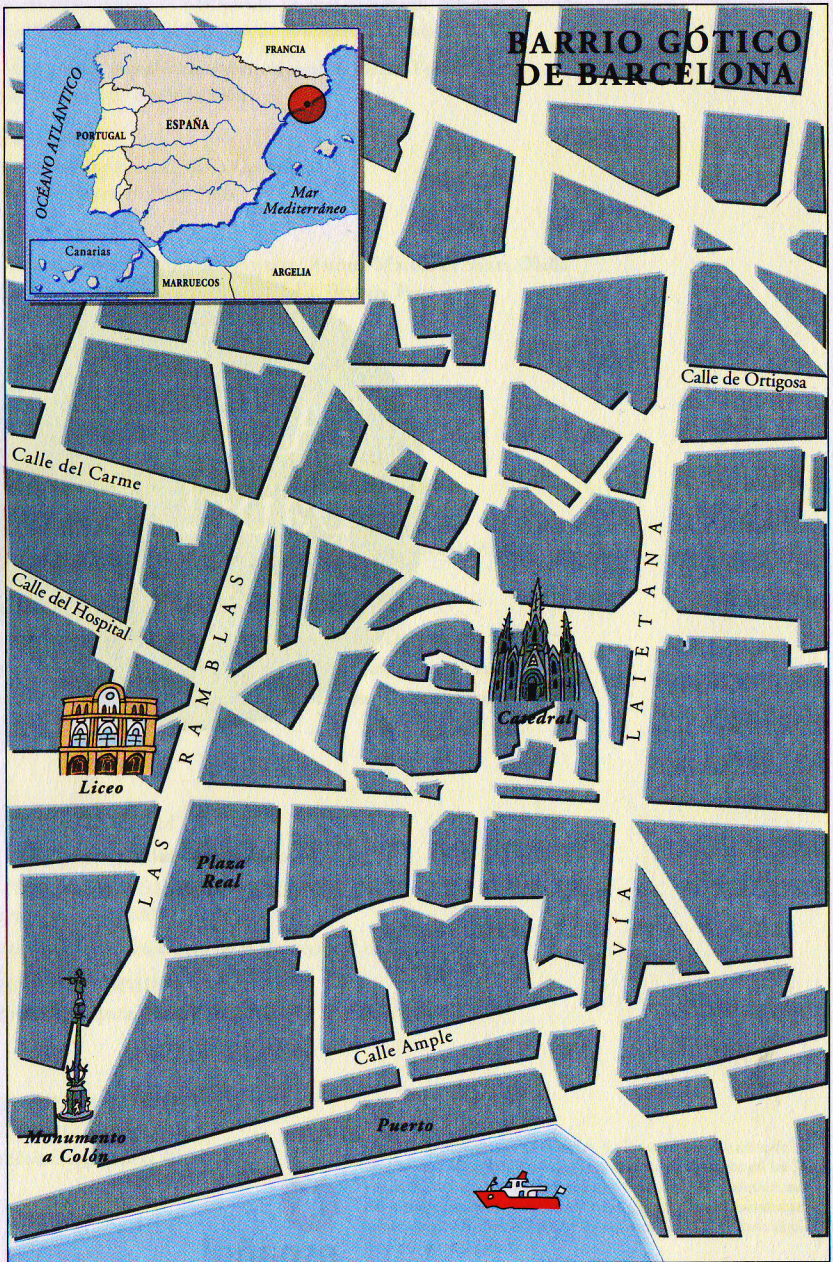 BARRIO GÓTICO
DE BARCELONA
FRANCIA
OCÉANO ATLÁNTICO
PORTUGAL
ESPAÑA
Mar
Mediterráneo
Canarias
MARRUECOS
ARGELIA
Calle de Ortigosa
Calle del Carme
Calle del Hospital
LAS RAMBLAS
VÍA LAIETANA
Catedral
Liceo
Plaza
Real
Calle Ample
Puerto
Monumento
a Colón